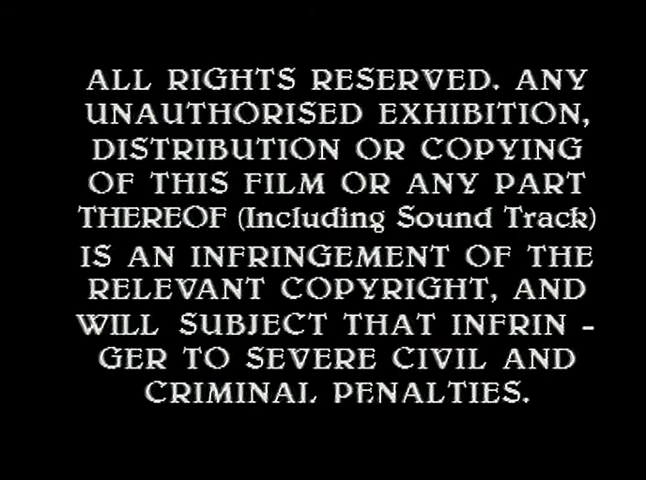 ALL RIGHTS RESERVED. ANY
UNAUTHORISED EXHIBITION,
DISTRIBUTION OR COPYING
OF THIS FILM OR ANY PART
THEREOF (Including Sound Track)
IS AN INFRINGEMENT OF THE
RELEVANT COPYRIGHT, AND
WILL SUBJECT THAT INFRIN -
GER TO SEVERE CIVIL AND
CRIMINAL PENALTIES.